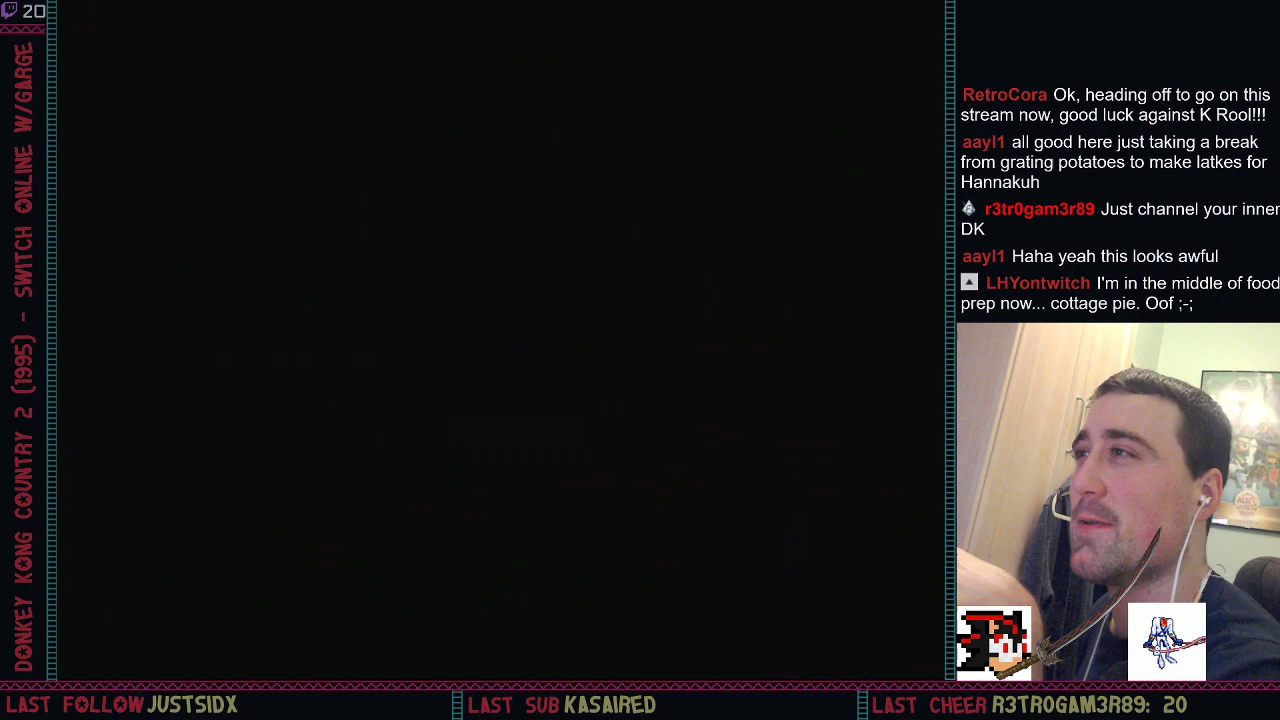 20
DONKEY KONG COUNTRY 2 (1995) - SWITCH ONLINE W/GARGE
RetroCora Ok, heading off to go on this
stream now, good luck against K Rool!!!
aayl1 all good here just taking a break
from grating potatoes to make latkes for
Hannakuh
r3tr0gam3r89 Just channel your inner
DK
aayl1 Haha yeah this looks awful
LHYontwitch I'm in the middle of food
prep now... cottage pie. Oof ;-;
LAST FOLLOW JUSTSIDX
LAST SUB KASAIRED
LAST CHEER R3TR0GAM3R89: 20